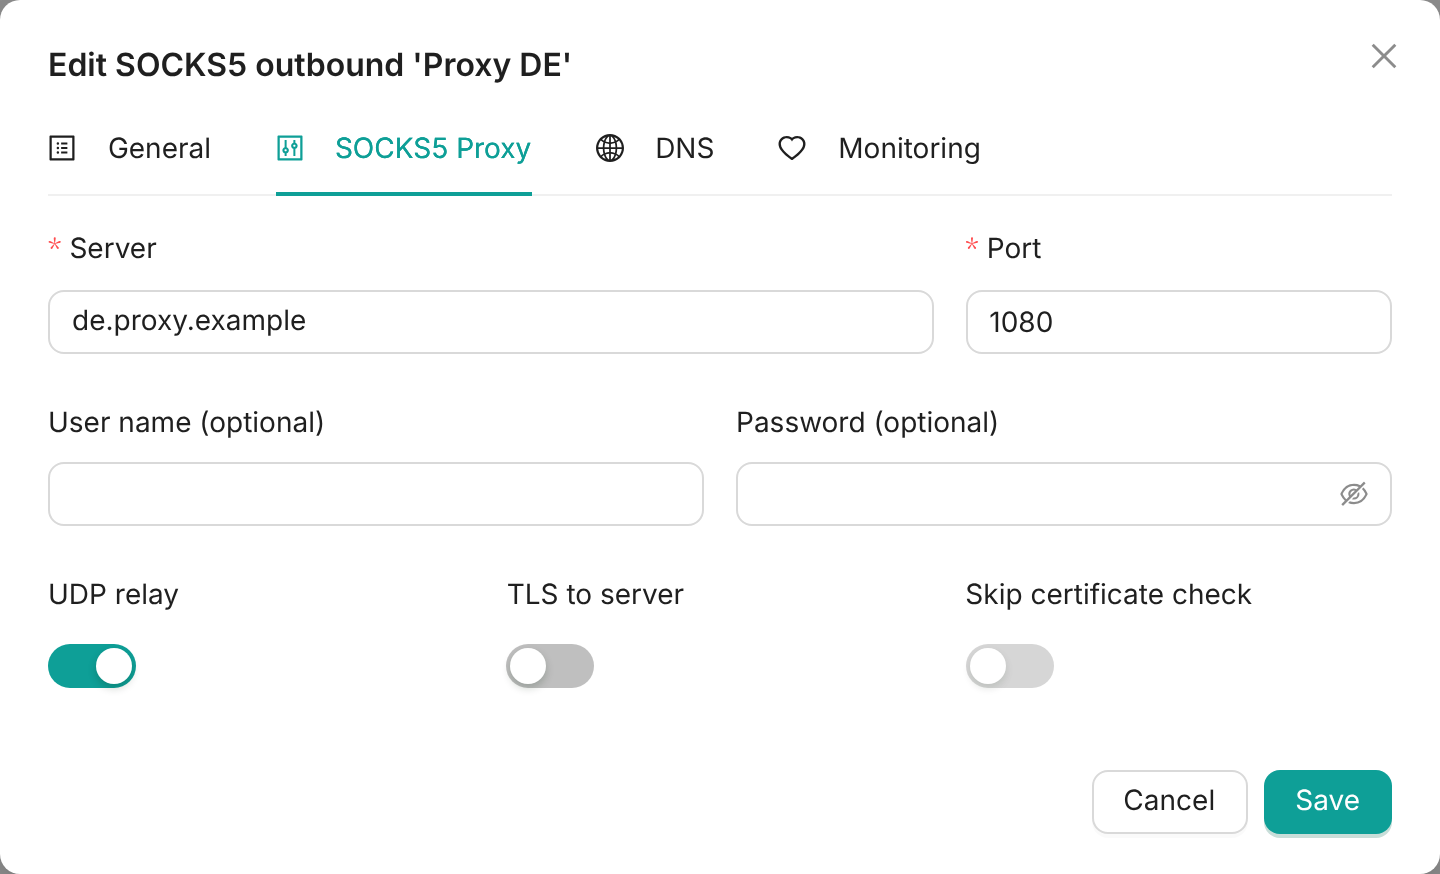 Edit SOCKS5 outbound 'Proxy DE'
General SOCKS5 Proxy DNS Monitoring
* Server * Port
de.proxy.example 1080
User name (optional) Password (optional)
UDP relay TLS to server Skip certificate check
Cancel Save